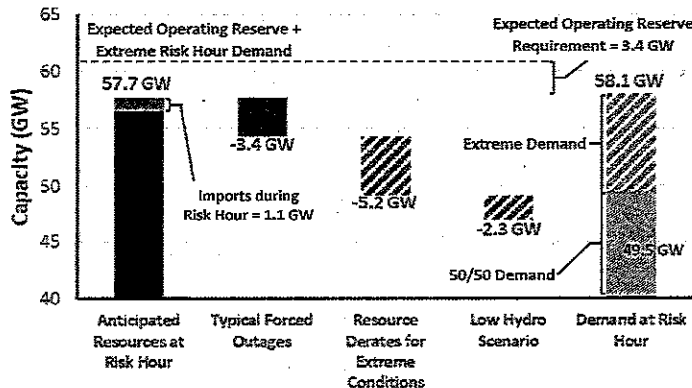 65
60
55
50
45
40
Capacity (GW)
Expected Operating Reserve +
Extreme Risk Hour Demand
Expected Operating Reserve
Requirement = 3.4 GW
57.7 GW
58.1 GW
-3.4 GW
Imports during
Risk Hour = 1.1 GW
-5.2 GW
-2.3 GW
Extreme Demand
49.5 GW
50/50 Demand
Anticipated
Resources at
Risk Hour
Typical Forced
Outages
Resource
Derates for
Extreme
Conditions
Low Hydro
Scenario
Demand at Risk
Hour